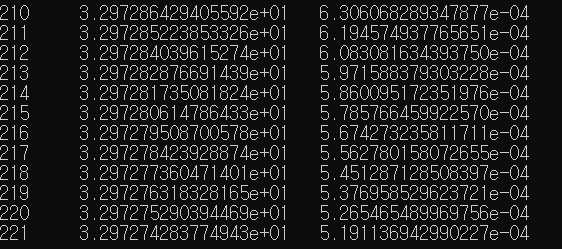 210 3.297286429405592e+01 6.306068289347877e-04
211 3.297285223853326e+01 6.194574937765651e-04
212 3.297284039615274e+01 6.083081634393750e-04
213 3.297282876691439e+01 5.971588379303228e-04
214 3.297281735081824e+01 5.860095172351976e-04
215 3.297280614786433e+01 5.785766459922570e-04
216 3.297279508700578e+01 5.674273235811711e-04
217 3.297278423928874e+01 5.562780158072655e-04
218 3.297277360471401e+01 5.451287128508397e-04
219 3.297276318328165e+01 5.376958529623721e-04
220 3.297275290394469e+01 5.265465489969756e-04
221 3.297274283774943e+01 5.191136942990227e-04